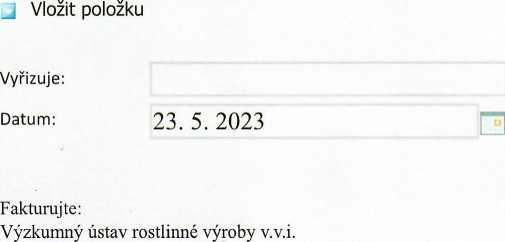 Vložit položku
Vyřizuje:
Datum: 23. 5. 2023
Fakturujte:
Výzkumný ústav rostlinné výroby v.v.i.